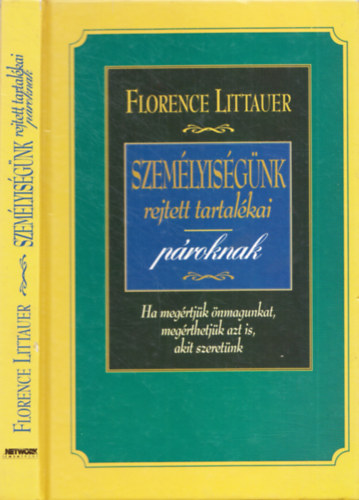 FLORENCE LITTAUER
SZEMÉLYISÉGÜNK
rejtett tartalékai
pároknak
Ha megértjük önmagunkat,
megérthetjük azt is,
akit szeretünk
FLORENCE LITTAUER SZEMÉLYISÉGÜNK rejtett tartalékai
pároknak
NETWORK